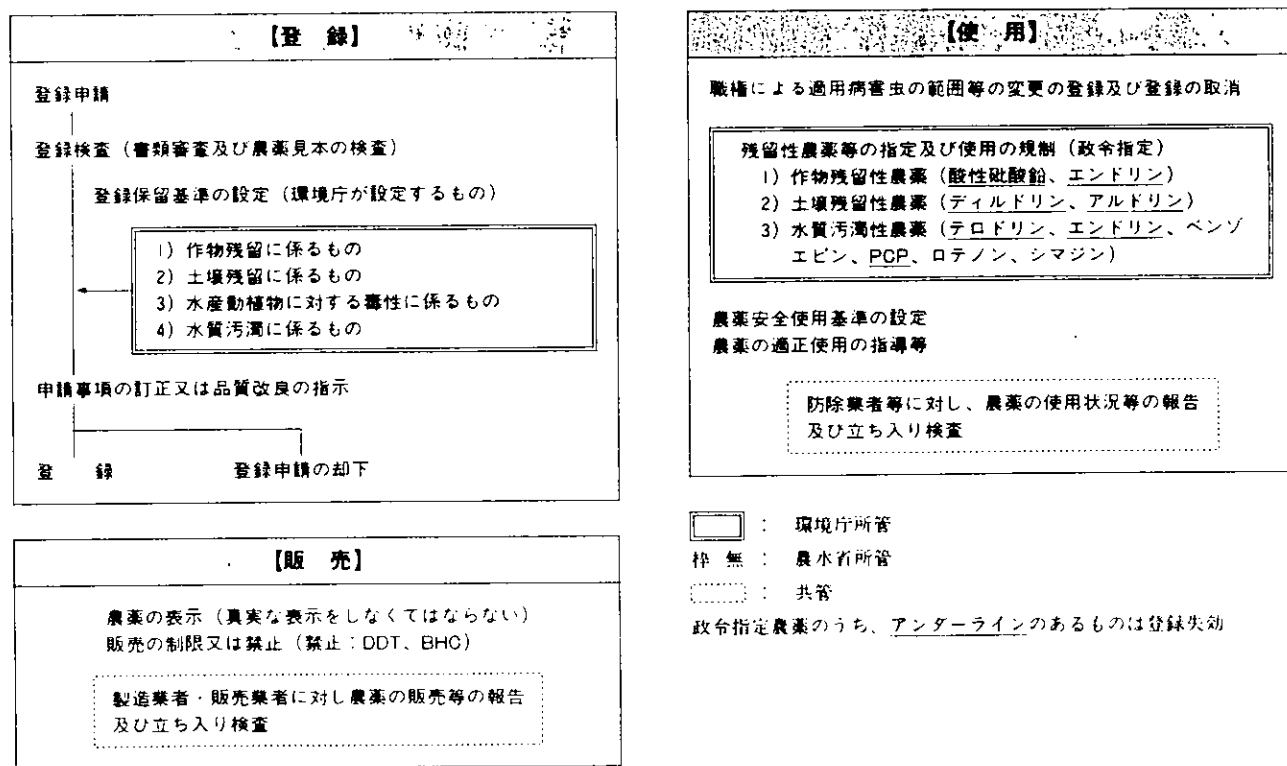 【登　録】
登録申請
登録検査（書類審査及び農薬見本の検査）
登録保留基準の設定（環境庁が設定するもの）
1）作物残留に係るもの
2）土壌残留に係るもの
3）水産動植物に対する毒性に係るもの
4）水質汚濁に係るもの
申請事項の訂正又は品質改良の指示
登　　録　　登録申請の却下
【販　売】
農薬の表示（真実な表示をしなくてはならない）
販売の制限又は禁止（禁止：DDT、BHC）
製造業者・販売業者に対し農薬の販売等の報告
及び立ち入り検査
【使　用】
職権による適用病害虫の範囲等の変更の登録及び登録の取消
残留性農薬等の指定及び使用の規制（政令指定）
1）作物残留性農薬（酸性砒酸鉛、エンドリン）
2）土壌残留性農薬（ディルドリン、アルドリン）
3）水質汚濁性農薬（テロドリン、エンドリン、ベンゾ
エピン、PCP、ロテノン、シマジン）
農薬安全使用基準の設定
農薬の適正使用の指導等
防除業者等に対し、農薬の使用状況等の報告
及び立ち入り検査
：　環境庁所管
枠　無　：　農水省所管
：　共管
政令指定農薬のうち、アンダーラインのあるものは登録失効